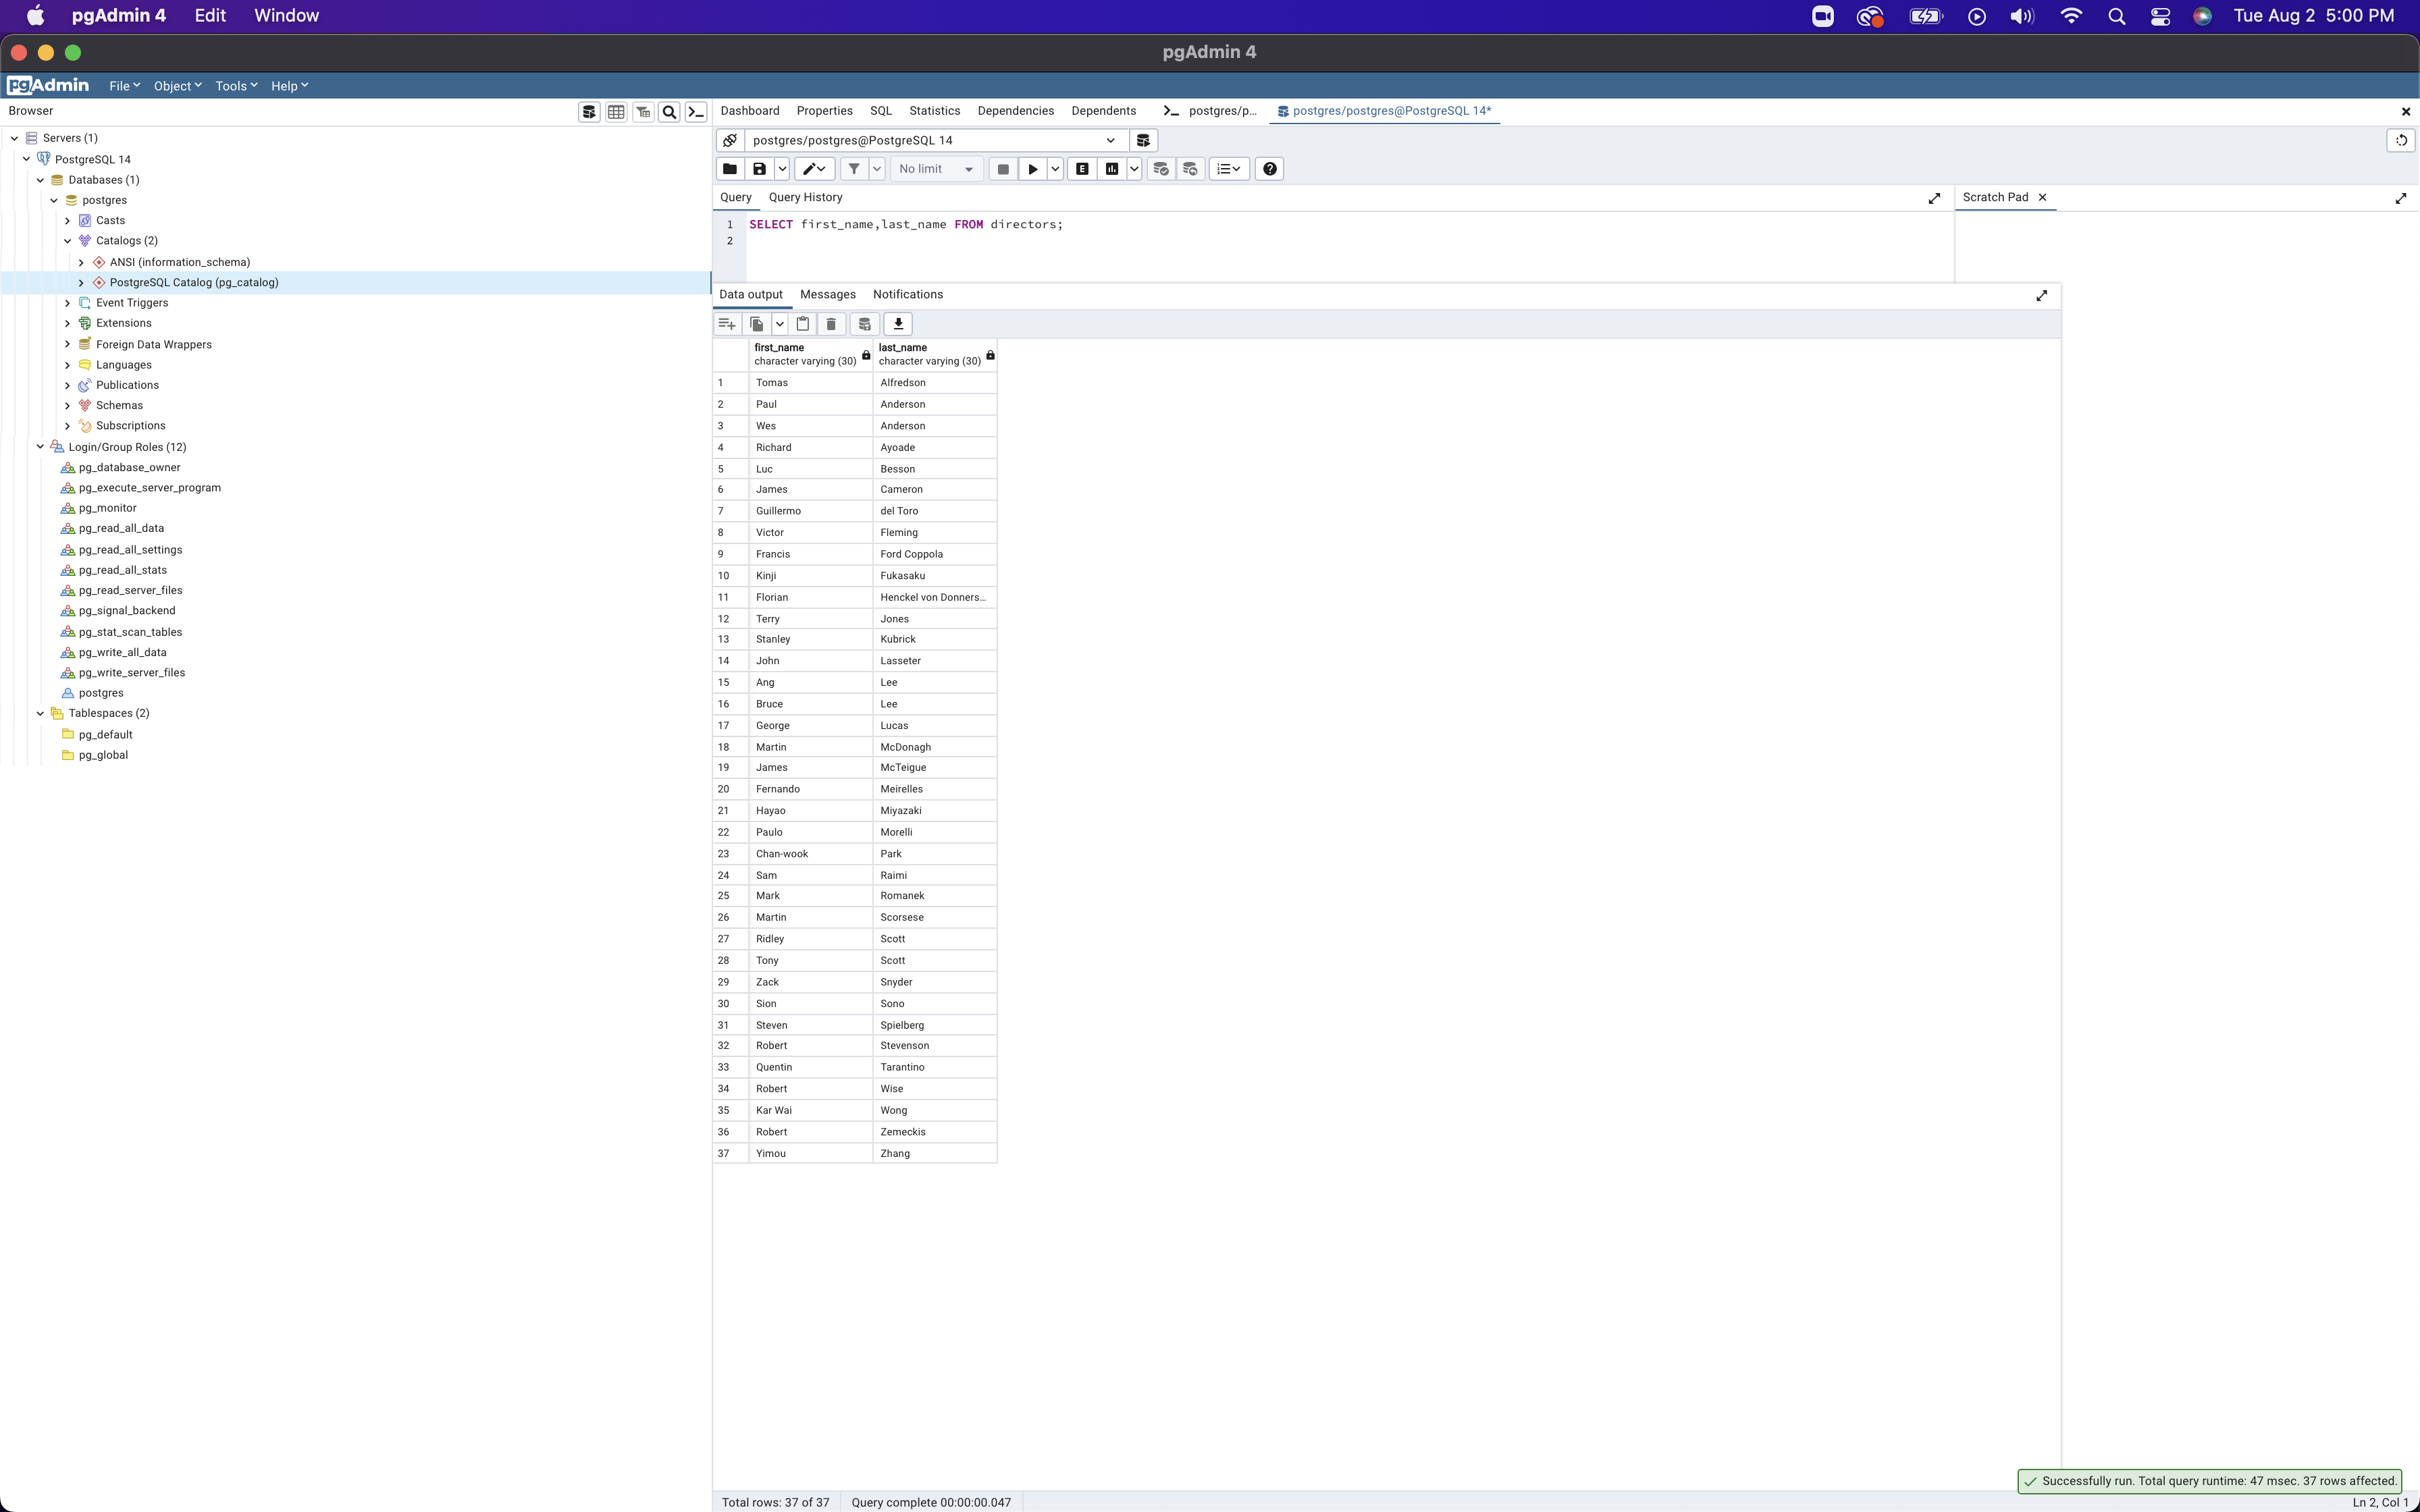 pgAdmin 4 Edit Window Tue Aug 2 5:00 PM
pgAdmin 4
pgAdmin File Object Tools Help
Browser
Servers (1)
PostgreSQL 14
Databases (1)
postgres
Casts
Catalogs (2)
ANSI (information_schema)
PostgreSQL Catalog (pg_catalog)
Event Triggers
Extensions
Foreign Data Wrappers
Languages
Publications
Schemas
Subscriptions
Login/Group Roles (12)
pg_database_owner
pg_execute_server_program
pg_monitor
pg_read_all_data
pg_read_all_settings
pg_read_all_stats
pg_read_server_files
pg_signal_backend
pg_stat_scan_tables
pg_write_all_data
pg_write_server_files
postgres
Tablespaces (2)
pg_default
pg_global
Dashboard Properties SQL Statistics Dependencies Dependents postgres/p... postgres/postgres@PostgreSQL 14*
postgres/postgres@PostgreSQL 14
No limit E
Query Query History
Scratch Pad
1 SELECT first_name,last_name FROM directors;
2
Data output Messages Notifications
first_name last_name
character varying (30) character varying (30)
1 Tomas Alfredson
2 Paul Anderson
3 Wes Anderson
4 Richard Ayoade
5 Luc Besson
6 James Cameron
7 Guillermo del Toro
8 Victor Fleming
9 Francis Ford Coppola
10 Kinji Fukasaku
11 Florian Henckel von Donners...
12 Terry Jones
13 Stanley Kubrick
14 John Lasseter
15 Ang Lee
16 Bruce Lee
17 George Lucas
18 Martin McDonagh
19 James McTeigue
20 Fernando Meirelles
21 Hayao Miyazaki
22 Paulo Morelli
23 Chan-wook Park
24 Sam Raimi
25 Mark Romanek
26 Martin Scorsese
27 Ridley Scott
28 Tony Scott
29 Zack Snyder
30 Sion Sono
31 Steven Spielberg
32 Robert Stevenson
33 Quentin Tarantino
34 Robert Wise
35 Kar Wai Wong
36 Robert Zemeckis
37 Yimou Zhang
Successfully run. Total query runtime: 47 msec. 37 rows affected.
Total rows: 37 of 37 Query complete 00:00:00.047 Ln 2, Col 1